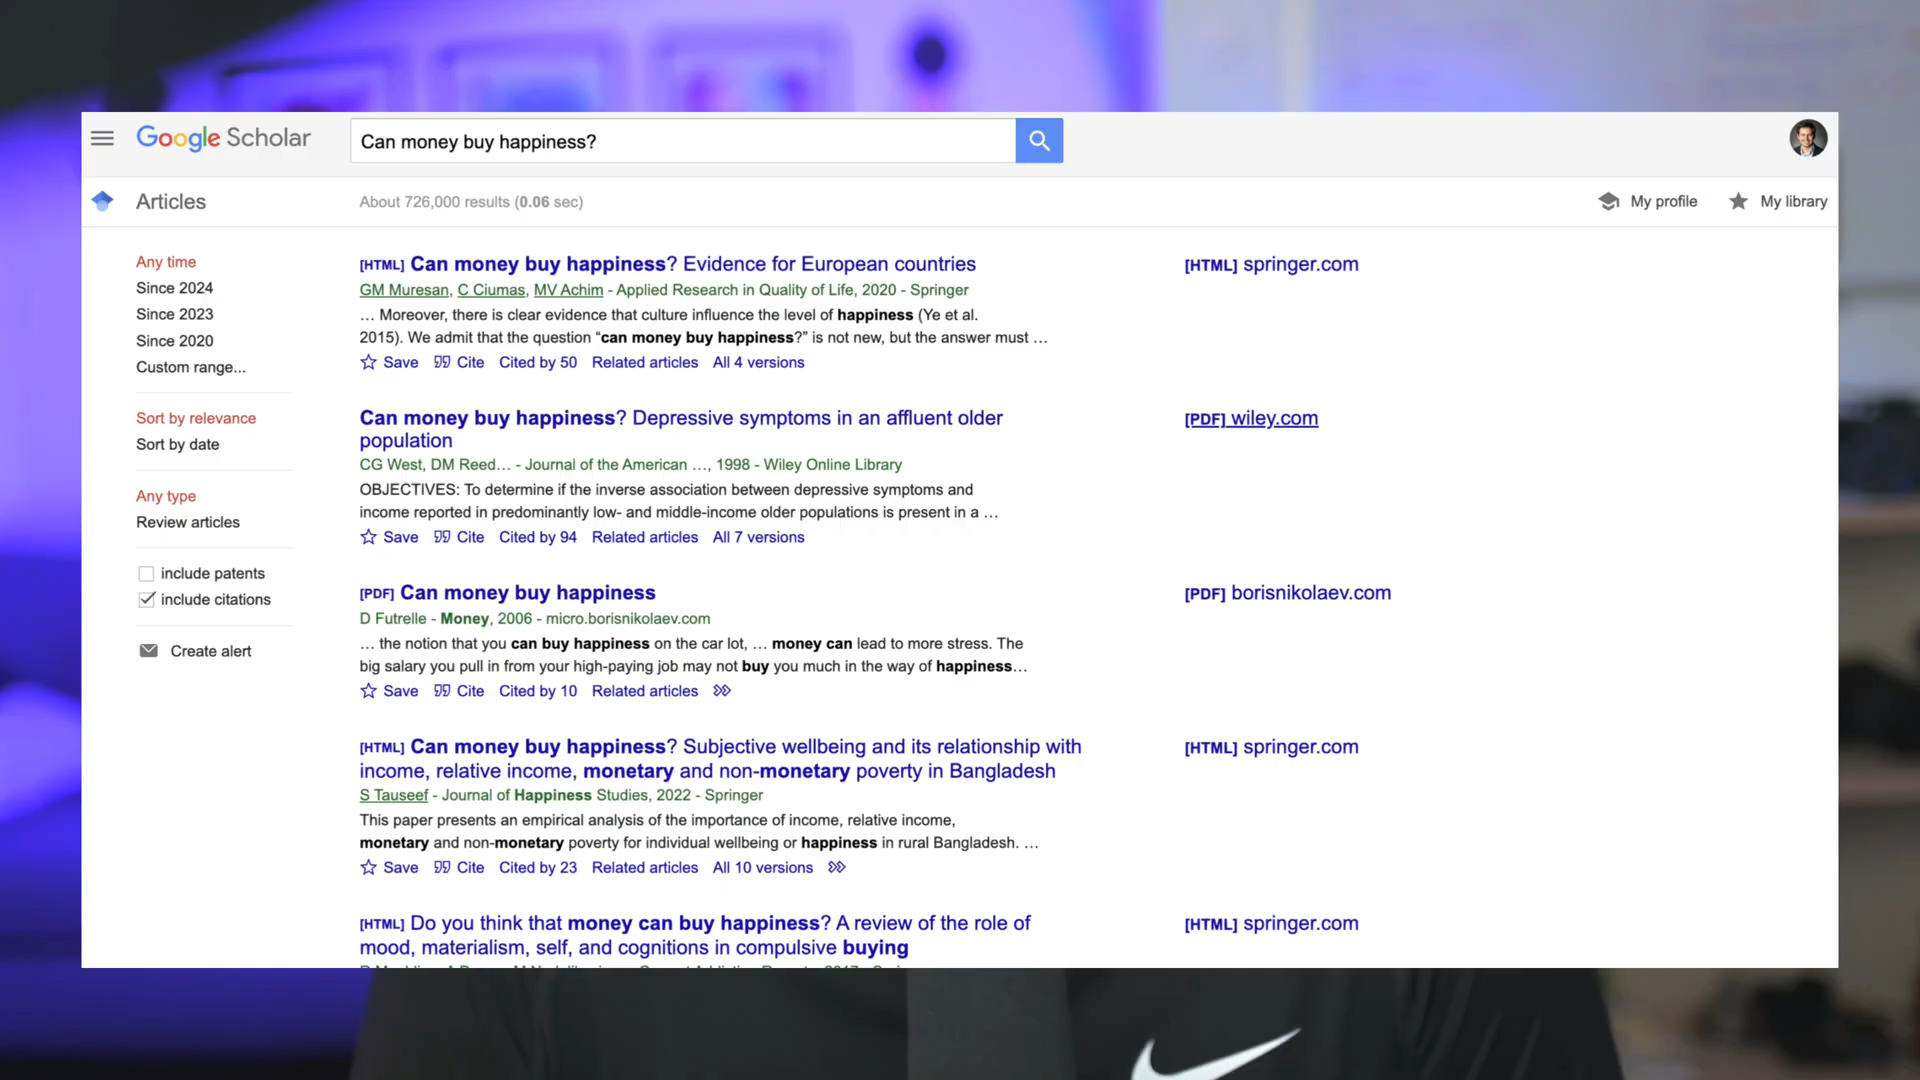 Google Scholar
Can money buy happiness?
Articles
About 726,000 results (0.06 sec)
My profile
My library
Any time
Since 2024
Since 2023
Since 2020
Custom range...
Sort by relevance
Sort by date
Any type
Review articles
include patents
include citations
Create alert
[HTML] Can money buy happiness? Evidence for European countries
GM Muresan, C Ciumas, MV Achim - Applied Research in Quality of Life, 2020 - Springer
… Moreover, there is clear evidence that culture influence the level of happiness (Ye et al.
2015). We admit that the question “can money buy happiness?” is not new, but the answer must …
Save Cite Cited by 50 Related articles All 4 versions
[HTML] springer.com
Can money buy happiness? Depressive symptoms in an affluent older
population
CG West, DM Reed… - Journal of the American …, 1998 - Wiley Online Library
OBJECTIVES: To determine if the inverse association between depressive symptoms and
income reported in predominantly low- and middle-income older populations is present in a …
Save Cite Cited by 94 Related articles All 7 versions
[PDF] wiley.com
[PDF] Can money buy happiness
D Futrelle - Money, 2006 - micro.borisnikolaev.com
… the notion that you can buy happiness on the car lot, … money can lead to more stress. The
big salary you pull in from your high-paying job may not buy you much in the way of happiness…
Save Cite Cited by 10 Related articles
[PDF] borisnikolaev.com
[HTML] Can money buy happiness? Subjective wellbeing and its relationship with
income, relative income, monetary and non-monetary poverty in Bangladesh
S Tauseef - Journal of Happiness Studies, 2022 - Springer
This paper presents an empirical analysis of the importance of income, relative income,
monetary and non-monetary poverty for individual wellbeing or happiness in rural Bangladesh. …
Save Cite Cited by 23 Related articles All 10 versions
[HTML] springer.com
[HTML] Do you think that money can buy happiness? A review of the role of
mood, materialism, self, and cognitions in compulsive buying
[HTML] springer.com